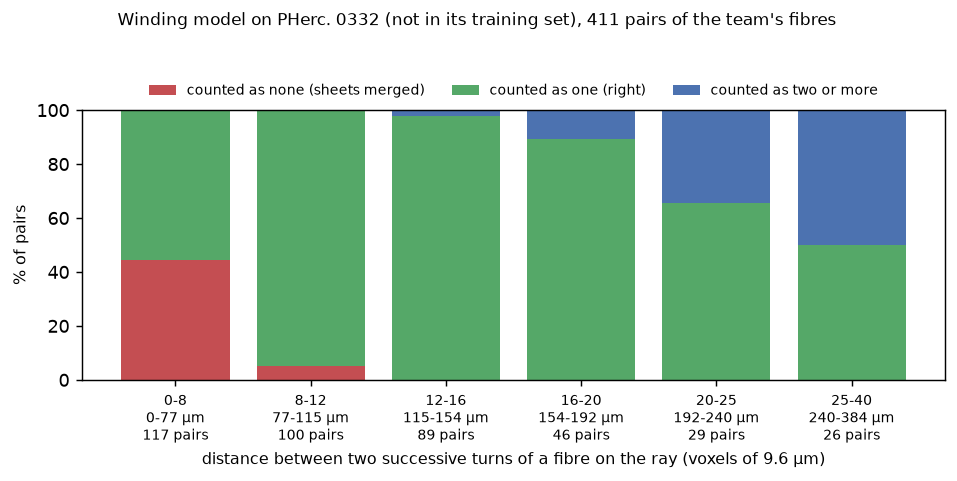 Winding model on PHerc. 0332 (not in its training set), 411 pairs of the team's fibres
counted as none (sheets merged) counted as one (right) counted as two or more
100
80
60
40
20
0
% of pairs
0-8 8-12 12-16 16-20 20-25 25-40
0-77 µm 77-115 µm 115-154 µm 154-192 µm 192-240 µm 240-384 µm
117 pairs 100 pairs 89 pairs 46 pairs 29 pairs 26 pairs
distance between two successive turns of a fibre on the ray (voxels of 9.6 µm)